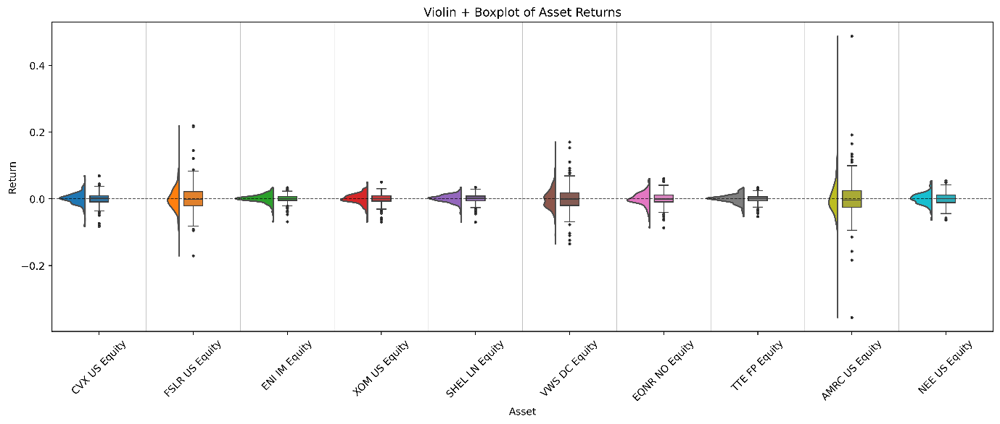 Violin + Boxplot of Asset Returns
Return
0.4
0.2
0.0
−0.2
CVX US Equity
FSLR US Equity
ENI IM Equity
XOM US Equity
SHEL LN Equity
VWS DC Equity
EQNR NO Equity
TTE FP Equity
AMRC US Equity
NEE US Equity
Asset